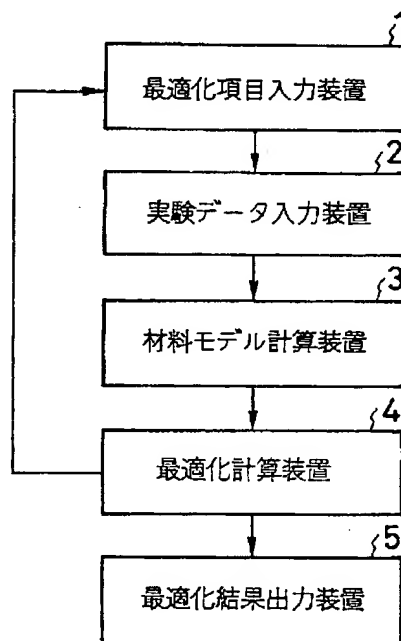 1
最適化項目入力装置
2
実験データ入力装置
3
材料モデル計算装置
4
最適化計算装置
5
最適化結果出力装置